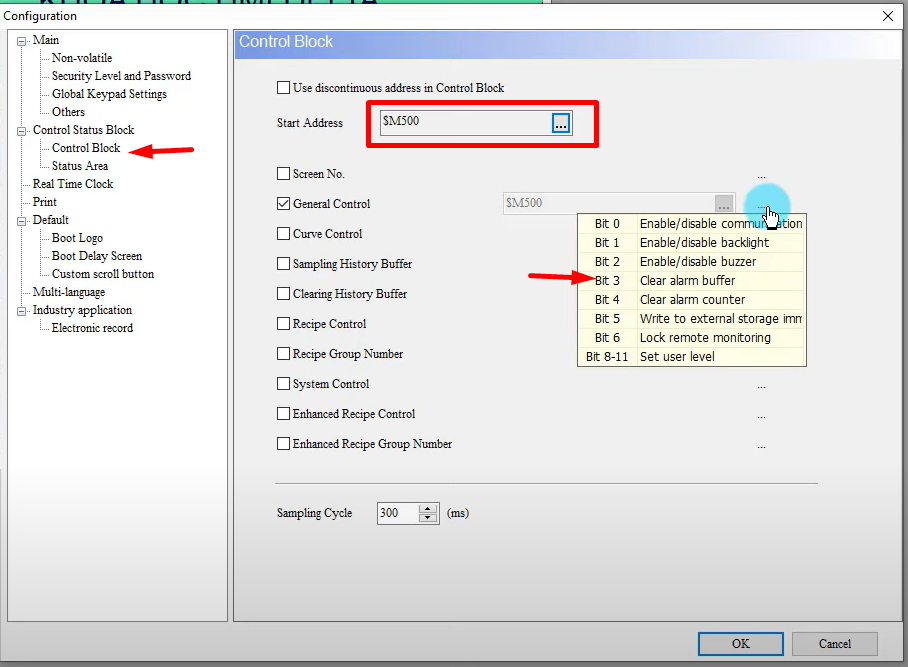 Configuration
Main
Non-volatile
Security Level and Password
Global Keypad Settings
Others
Control Status Block
Control Block
Status Area
Real Time Clock
Print
Default
Boot Logo
Boot Delay Screen
Custom scroll button
Multi-language
Industry application
Electronic record
Control Block
Use discontinuous address in Control Block
Start Address $M500 ...
Screen No. ...
General Control $M500 ... ...
Curve Control
Sampling History Buffer
Clearing History Buffer
Recipe Control
Recipe Group Number
System Control ...
Enhanced Recipe Control ...
Enhanced Recipe Group Number ...
Bit 0 Enable/disable
Bit 1 Enable/disable backlight
Bit 2 Enable/disable buzzer
Bit 3 Clear alarm buffer
Bit 4 Clear alarm counter
Bit 5 Write to external storage imm
Bit 6 Lock remote monitoring
Bit 8-11 Set user level
Sampling Cycle 300 (ms)
OK Cancel